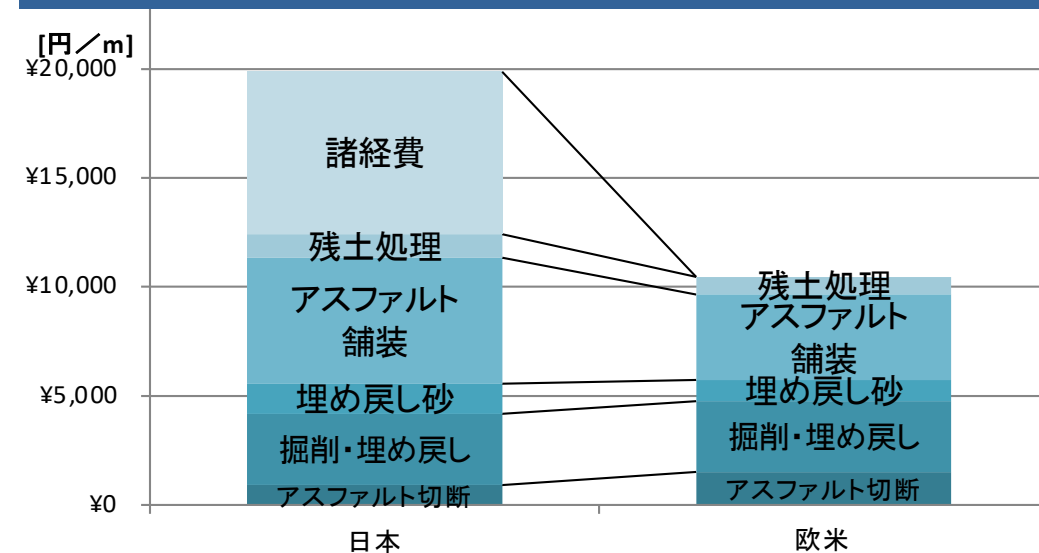 [円／m]
¥20,000
¥15,000
¥10,000
¥5,000
¥0
諸経費
残土処理
アスファルト
舗装
埋め戻し砂
掘削・埋め戻し
アスファルト切断
日本
残土処理
アスファルト
舗装
埋め戻し砂
掘削・埋め戻し
アスファルト切断
欧米